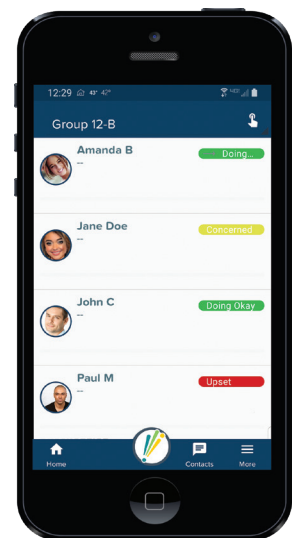 12:29 43° 42°
Group 12-B
Amanda B
--
Doing...
Jane Doe
--
Concerned
John C
--
Doing Okay
Paul M
--
Upset
Home
Contacts
More